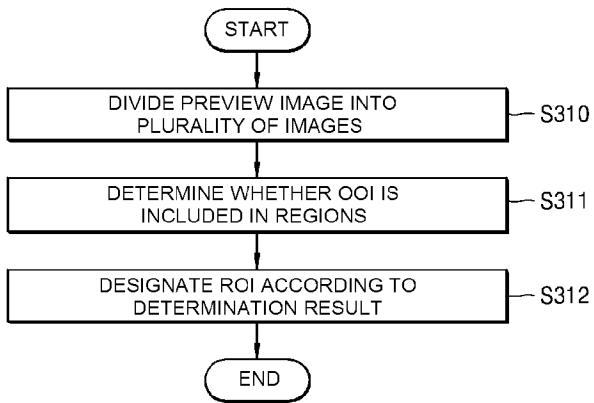 START
DIVIDE PREVIEW IMAGE INTO
PLURALITY OF IMAGES
S310
DETERMINE WHETHER OOI IS
INCLUDED IN REGIONS
S311
DESIGNATE ROI ACCORDING TO
DETERMINATION RESULT
S312
END